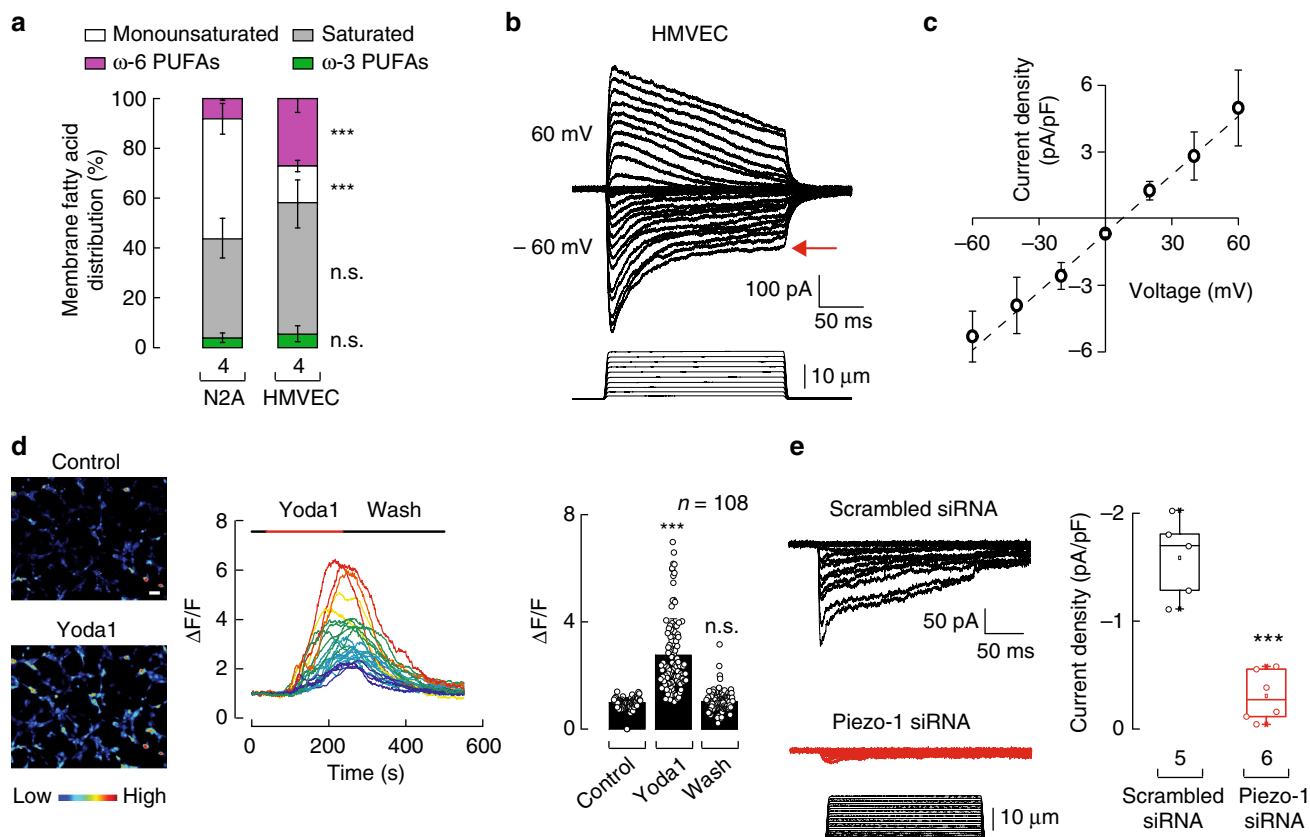 a
Monounsaturated
Saturated
ω-6 PUFAs
ω-3 PUFAs
Membrane fatty acid
distribution (%)
100
80
60
40
20
0
***
***
n.s.
n.s.
4
4
N2A
HMVEC
b
HMVEC
60 mV
– 60 mV
100 pA
50 ms
10 μm
c
Current density
(pA/pF)
6
3
–60
–30
30
60
–3
–6
Voltage (mV)
d
Control
Yoda1
Low
High
Yoda1
Wash
ΔF/F
8
6
4
2
0
0
200
400
600
Time (s)
n = 108
ΔF/F
8
4
0
***
n.s.
Control
Yoda1
Wash
e
Scrambled siRNA
50 pA
50 ms
Piezo-1 siRNA
10 μm
Current density (pA/pF)
–2
–1
0
***
5
6
Scrambled
siRNA
Piezo-1
siRNA